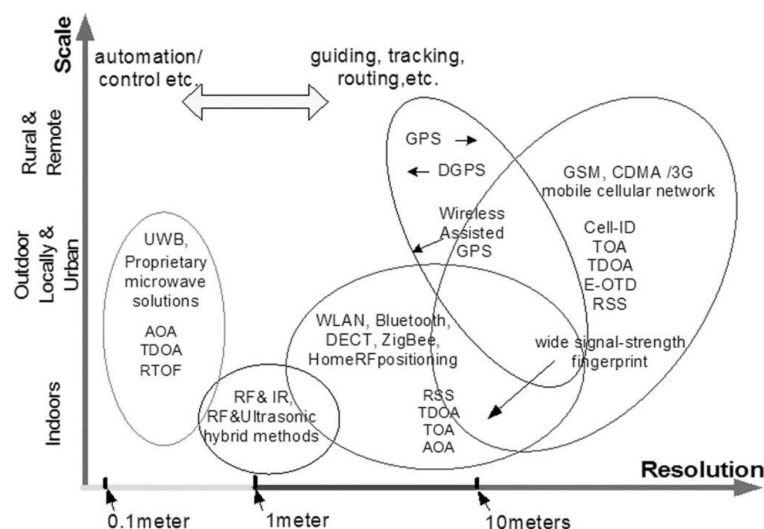 Scale
automation/
control etc.
guiding, tracking,
routing,etc.
Rural &
Remote
Outdoor
Locally &
Urban
Indoors
GPS
DGPS
Wireless
Assisted
GPS
GSM, CDMA /3G
mobile cellular network
Cell-ID
TOA
TDOA
E-OTD
RSS
UWB,
Proprietary
microwave
solutions
AOA
TDOA
RTOF
WLAN, Bluetooth,
DECT, ZigBee,
HomeRFpositioning
RSS
TDOA
TOA
AOA
wide signal-strength
fingerprint
RF& IR,
RF&Ultrasonic
hybrid methods
Resolution
0.1meter
1meter
10meters